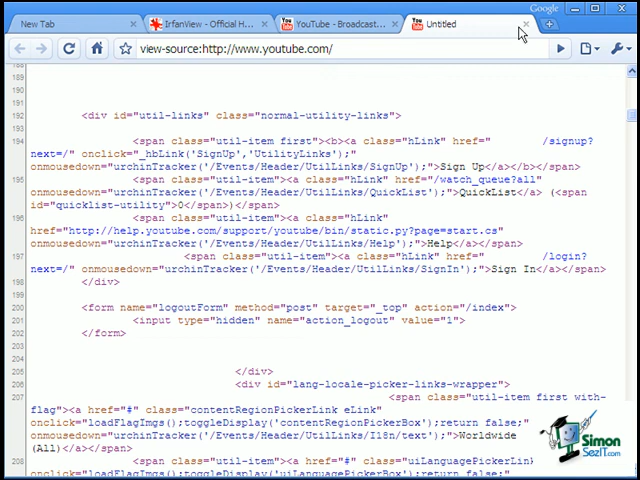 Google
New Tab
IrfanView - Official H...
YouTube - Broadcast...
Untitled
view-source:http://www.youtube.com/
188
189
190
191
192 <div id="util-links" class="normal-utility-links">
193
194 <span class="util-item first"><b><a class="hLink" href=" /signup?
next=/" onclick="_hbLink('SignUp','UtilityLinks');"
onmousedown="urchinTracker('/Events/Header/UtilLinks/SignUp');">Sign Up</a></b></span>
195 <span class="util-item"><a class="hLink" href="/watch_queue?all"
onmousedown="urchinTracker('/Events/Header/UtilLinks/QuickList');">QuickList</a> (<span
id="quicklist-utility">0</span>)</span>
196 <span class="util-item"><a class="hLink"
href="http://help.youtube.com/support/youtube/bin/static.py?page=start.cs"
onmousedown="urchinTracker('/Events/Header/UtilLinks/Help');">Help</a></span>
197 <span class="util-item"><a class="hLink" href=" /login?
next=/" onmousedown="urchinTracker('/Events/Header/UtilLinks/SignIn');">Sign In</a></span>
198 </div>
199
200 <form name="logoutForm" method="post" target="_top" action="/index">
201 <input type="hidden" name="action_logout" value="1">
202 </form>
203
204
205 </div>
206 <div id="lang-locale-picker-links-wrapper">
207 <span class="util-item first with-
flag"><a href="#" class="contentRegionPickerLink eLink"
onclick="loadFlagImgs();toggleDisplay('contentRegionPickerBox');return false;"
onmousedown="urchinTracker('/Events/Header/UtilLinks/I18n/text');">Worldwide
(All)</a></span>
208 <span class="util-item"><a href="#" class="uiLanguagePickerLin
onclick="loadFlagImgs();toggleDisplay('uiLanguagePickerBox');return false;"
Simon
SezIT.com